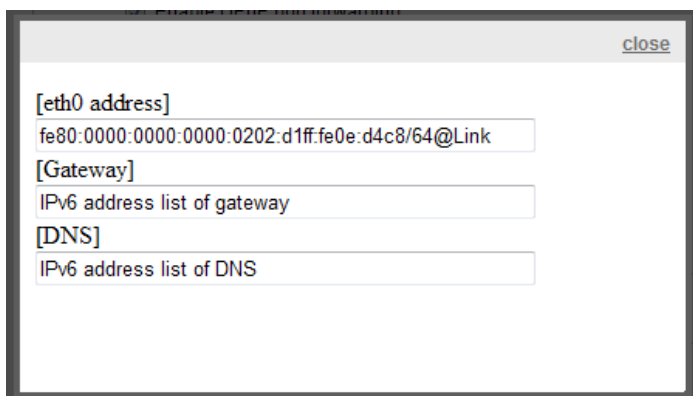 close
[eth0 address]
fe80:0000:0000:0000:0202:d1ff:fe0e:d4c8/64@Link
[Gateway]
IPv6 address list of gateway
[DNS]
IPv6 address list of DNS